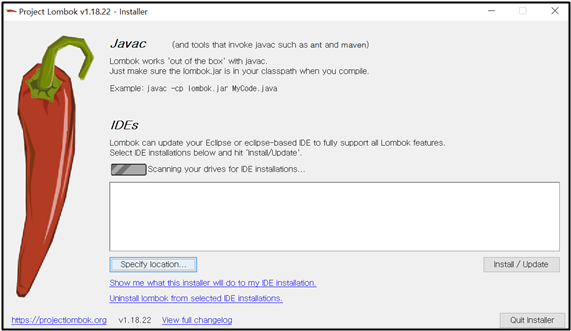 Project Lombok v1.18.22 - Installer
Javac (and tools that invoke javac such as ant and maven)
Lombok works 'out of the box' with javac.
Just make sure the lombok.jar is in your classpath when you compile.
Example: javac -cp lombok.jar MyCode.java
IDEs
Lombok can update your Eclipse or eclipse-based IDE to fully support all Lombok features.
Select IDE installations below and hit 'Install/Update'.
Scanning your drives for IDE installations...
Specify location... Install / Update
Show me what this installer will do to my IDE installation.
Uninstall lombok from selected IDE installations.
https://projectlombok.org v1.18.22 View full changelog Quit Installer